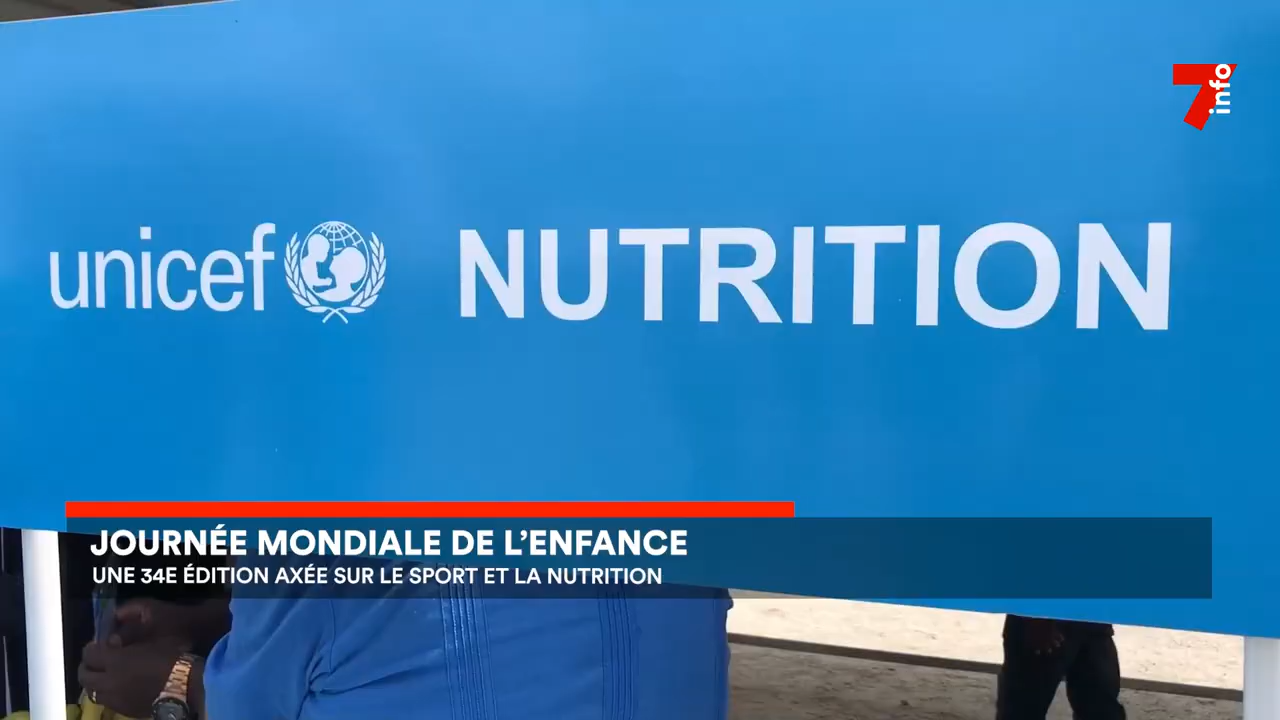 7 info
unicef NUTRITION
JOURNÉE MONDIALE DE L'ENFANCE
UNE 34E ÉDITION AXÉE SUR LE SPORT ET LA NUTRITION